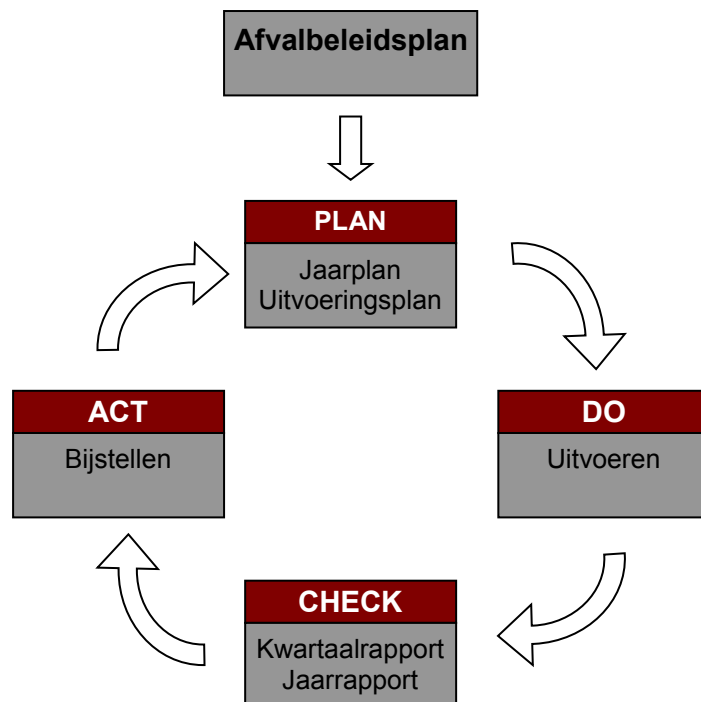 Afvalbeleidsplan
PLAN
Jaarplan
Uitvoeringsplan
DO
Uitvoeren
CHECK
Kwartaalrapport
Jaarrapport
ACT
Bijstellen